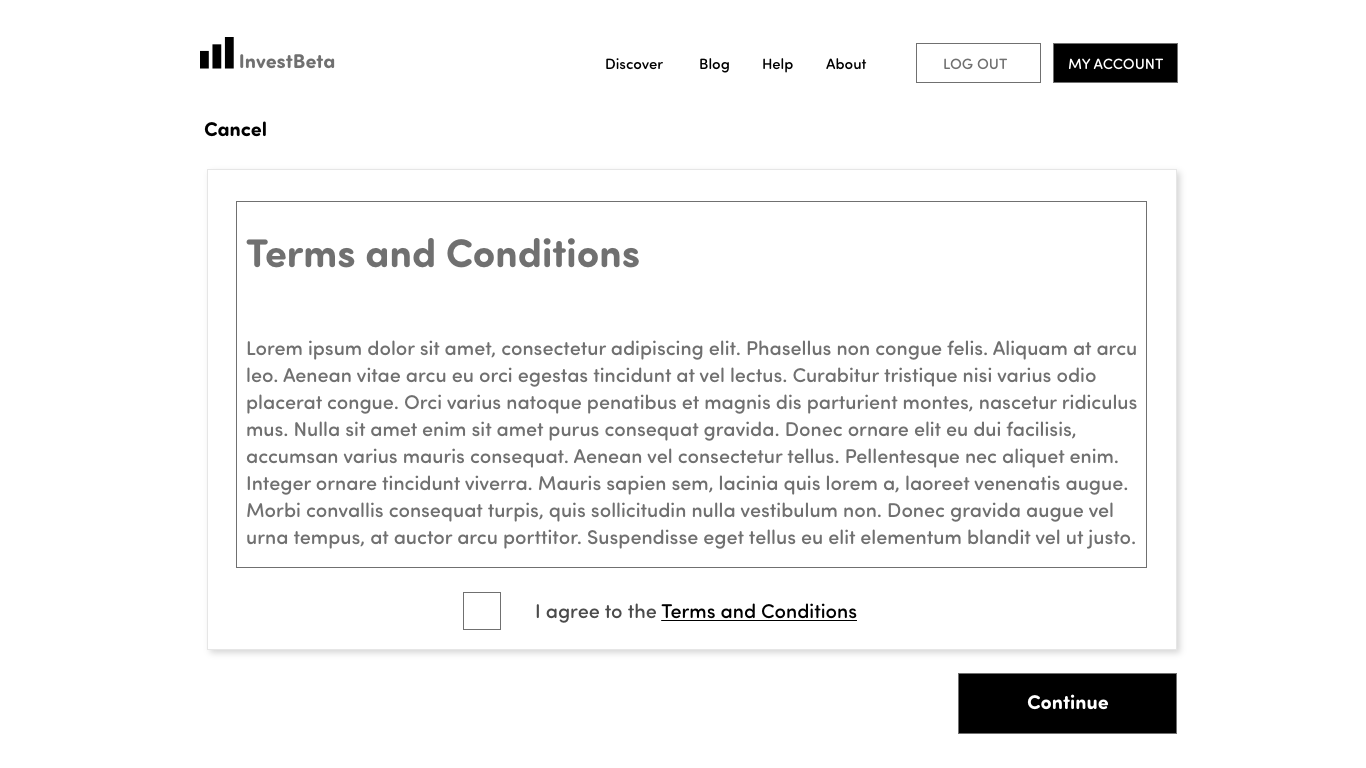 InvestBeta
Discover Blog Help About LOG OUT MY ACCOUNT
Cancel
Terms and Conditions
Lorem ipsum dolor sit amet, consectetur adipiscing elit. Phasellus non congue felis. Aliquam at arcu
leo. Aenean vitae arcu eu orci egestas tincidunt at vel lectus. Curabitur tristique nisi varius odio
placerat congue. Orci varius natoque penatibus et magnis dis parturient montes, nascetur ridiculus
mus. Nulla sit amet enim sit amet purus consequat gravida. Donec ornare elit eu dui facilisis,
accumsan varius mauris consequat. Aenean vel consectetur tellus. Pellentesque nec aliquet enim.
Integer ornare tincidunt viverra. Mauris sapien sem, lacinia quis lorem a, laoreet venenatis augue.
Morbi convallis consequat turpis, quis sollicitudin nulla vestibulum non. Donec gravida augue vel
urna tempus, at auctor arcu porttitor. Suspendisse eget tellus eu elit elementum blandit vel ut justo.
I agree to the Terms and Conditions
Continue